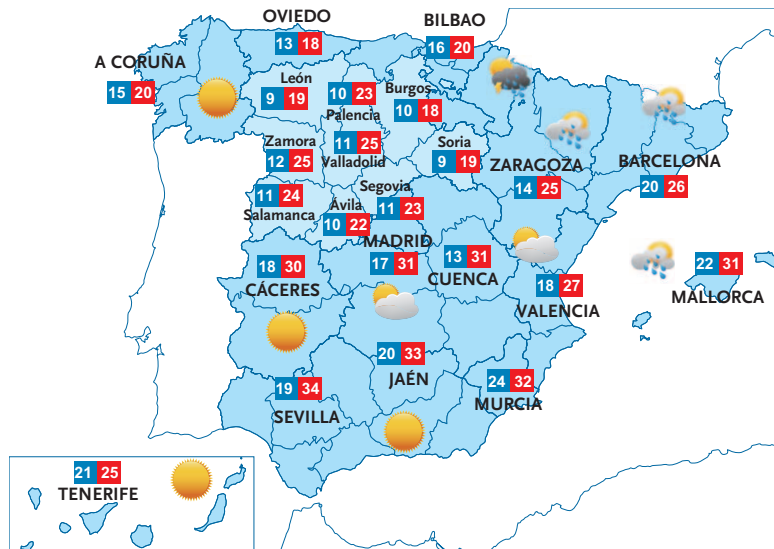 OVIEDO
13 18
BILBAO
16 20
A CORUÑA
15 20
León
9 19
10 23
Palencia
Burgos
10 18
Zamora
12 25
11 25
Valladolid
Soria
9 19
ZARAGOZA
14 25
BARCELONA
20 26
11 24
Salamanca
Ávila
10 22
Segovia
11 23
MADRID
17 31
13 31
CUENCA
18 30
CÁCERES
18 27
VALENCIA
22 31
MALLORCA
20 33
JAÉN
24 32
MURCIA
19 34
SEVILLA
21 25
TENERIFE